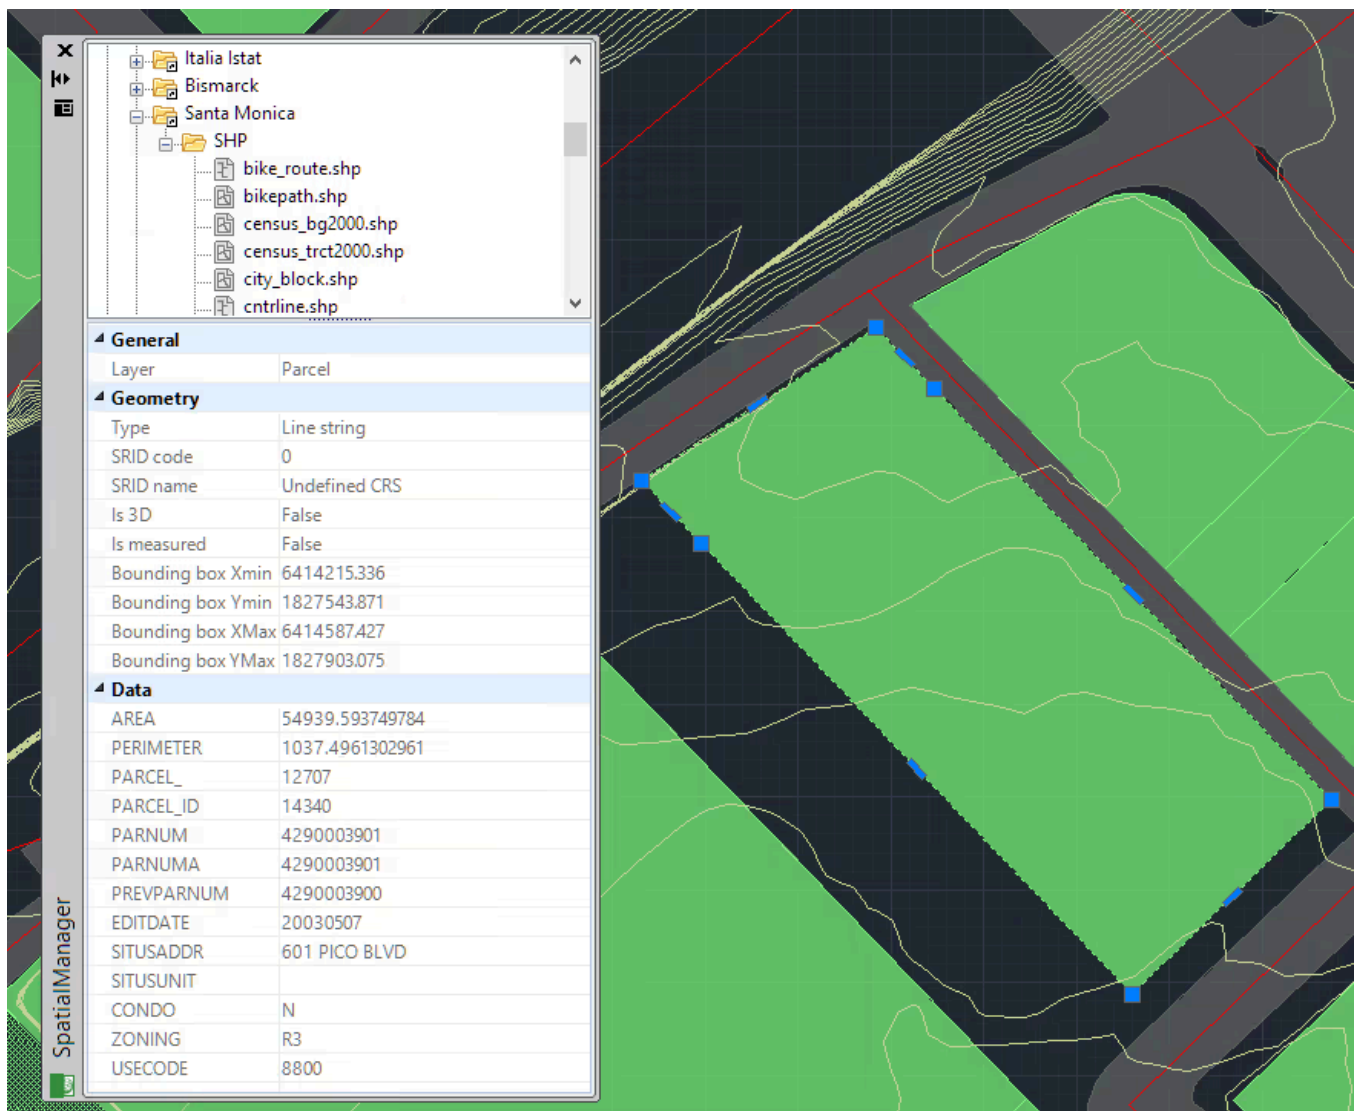 Italia Istat
Bismarck
Santa Monica
SHP
bike_route.shp
bikepath.shp
census_bg2000.shp
census_trct2000.shp
city_block.shp
cntrline.shp
General
Layer Parcel
Geometry
Type Line string
SRID code 0
SRID name Undefined CRS
Is 3D False
Is measured False
Bounding box Xmin 6414215.336
Bounding box Ymin 1827543.871
Bounding box XMax 6414587.427
Bounding box YMax 1827903.075
Data
AREA 54939.593749784
PERIMETER 1037.4961302961
PARCEL_ 12707
PARCEL_ID 14340
PARNUM 4290003901
PARNUMA 4290003901
PREVPARNUM 4290003900
EDITDATE 20030507
SITUSADDR 601 PICO BLVD
SITUSUNIT
CONDO N
ZONING R3
USECODE 8800
SpatialManager